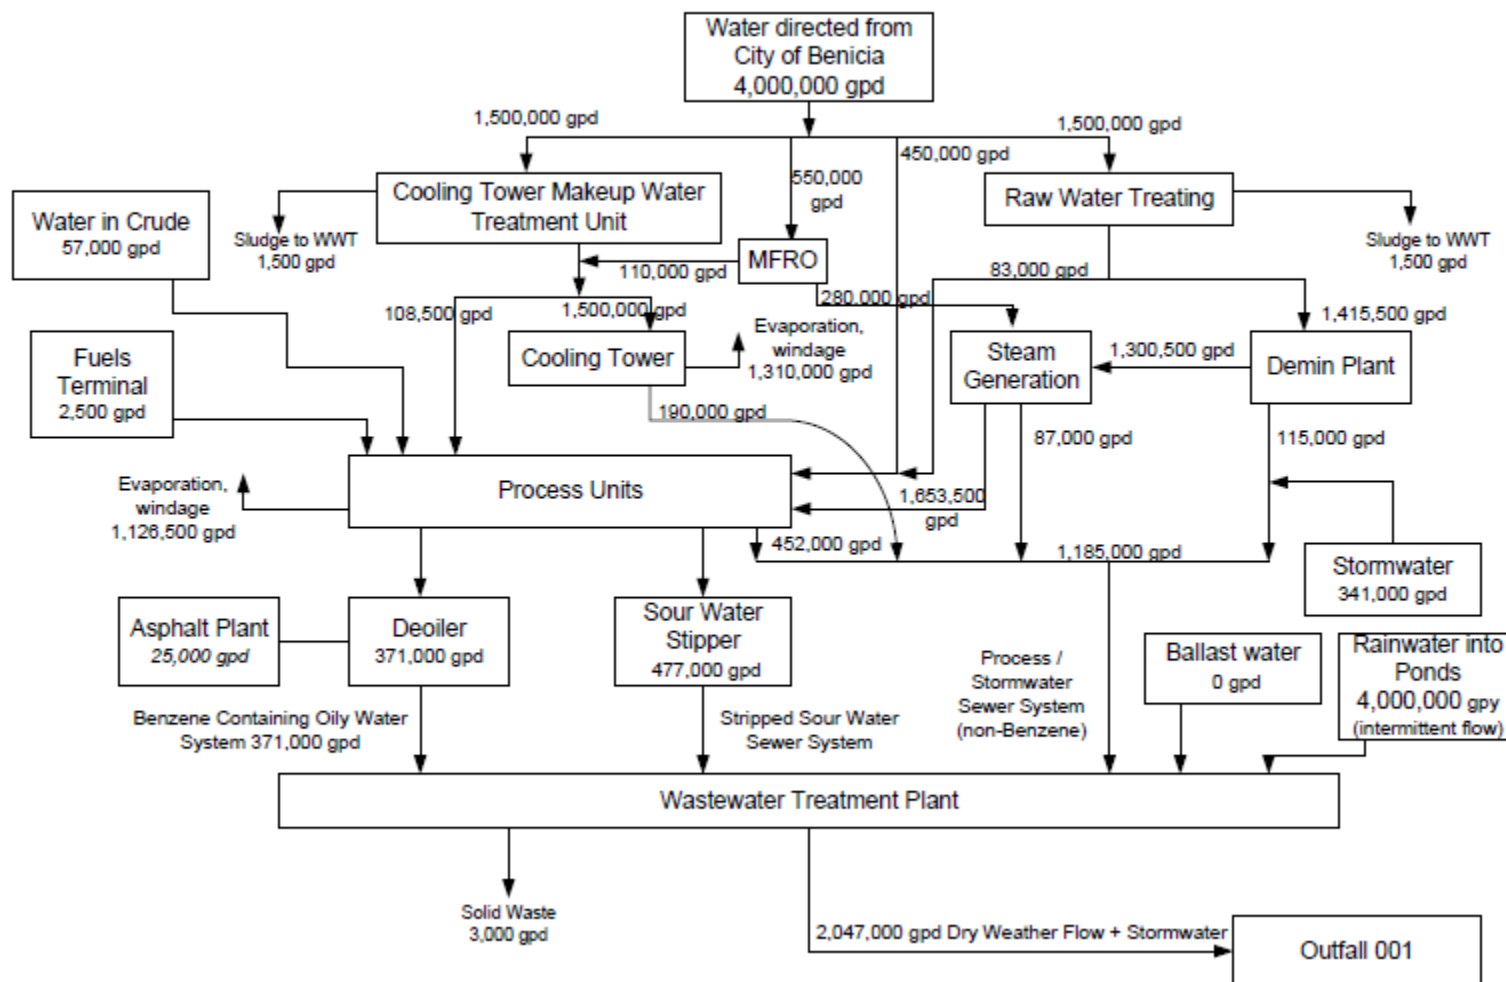 Water directed from
City of Benicia
4,000,000 gpd
1,500,000 gpd
1,500,000 gpd
450,000 gpd
550,000
gpd
Cooling Tower Makeup Water
Treatment Unit
Raw Water Treating
Water in Crude
57,000 gpd
Sludge to WWT
1,500 gpd
Sludge to WWT
1,500 gpd
MFRO
110,000 gpd
83,000 gpd
280,000 gpd
108,500 gpd
1,500,000 gpd
1,415,500 gpd
Fuels
Terminal
2,500 gpd
Cooling Tower
Evaporation,
windage
1,310,000 gpd
Steam
Generation
1,300,500 gpd
Demin Plant
190,000 gpd
87,000 gpd
115,000 gpd
Evaporation,
windage
1,126,500 gpd
Process Units
1,653,500
gpd
452,000 gpd
1,185,000 gpd
Stormwater
341,000 gpd
Asphalt Plant
25,000 gpd
Deoiler
371,000 gpd
Sour Water
Stipper
477,000 gpd
Process /
Stormwater
Sewer System
(non-Benzene)
Ballast water
0 gpd
Rainwater into
Ponds
4,000,000 gpy
(intermittent flow)
Benzene Containing Oily Water
System 371,000 gpd
Stripped Sour Water
Sewer System
Wastewater Treatment Plant
Solid Waste
3,000 gpd
2,047,000 gpd Dry Weather Flow + Stormwater
Outfall 001